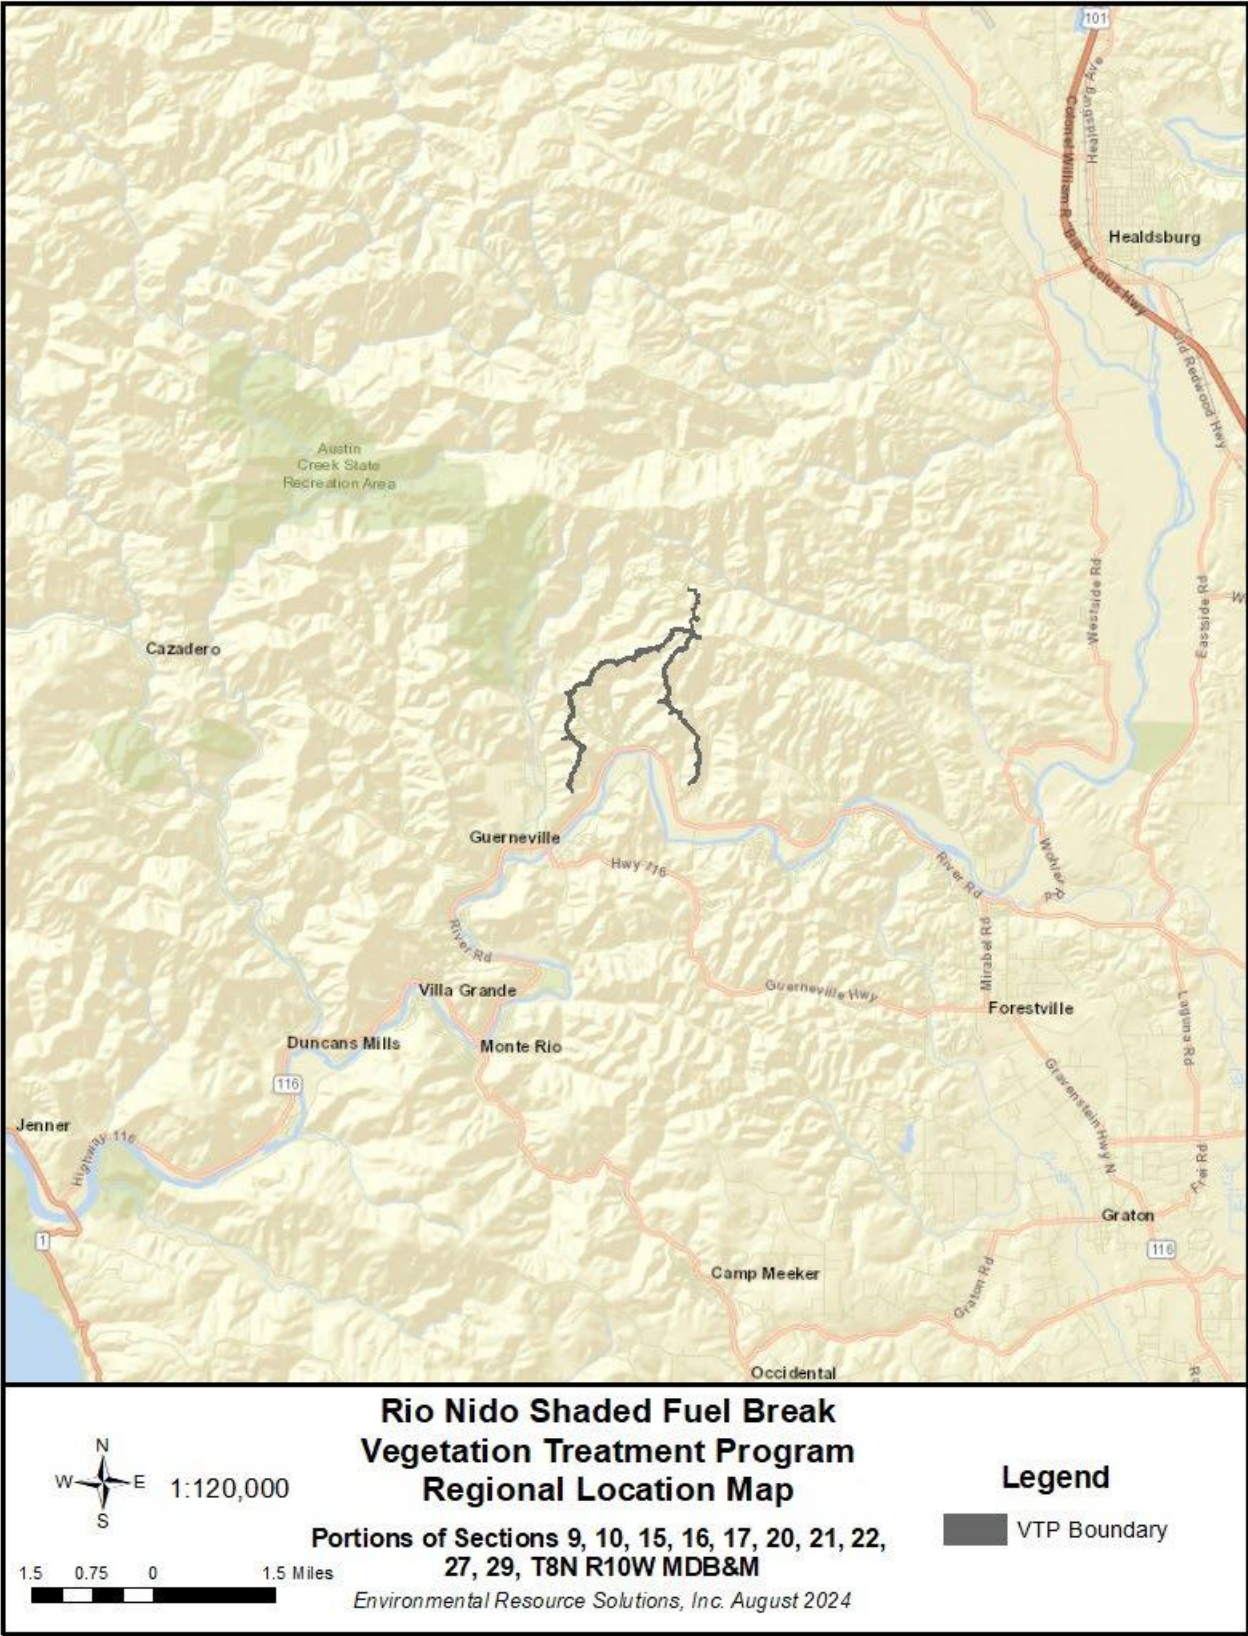 101
Healdsburg Ave
Colonel William R "Bill" Lucius Hwy
Healdsburg
Old Redwood Hwy
Austin
Creek State
Recreation Area
Westside Rd
Eastside Rd
W
Cazadero
Guerneville
Hwy 116
River Rd
Wohler Rd
Rd
River Rd
Mirabel Rd
Villa Grande
Guerneville Hwy
Forestville
Laguna Rd
Duncans Mills
Monte Rio
116
Gravenstein Hwy N
Jenner
Highway 116
Frei Rd
1
Graton
116
Camp Meeker
Graton Rd
Occidental
Rio Nido Shaded Fuel Break
Vegetation Treatment Program
Regional Location Map
Portions of Sections 9, 10, 15, 16, 17, 20, 21, 22,
27, 29, T8N R10W MDB&M
Environmental Resource Solutions, Inc. August 2024
N
W E
S
1:120,000
1.5 0.75 0 1.5 Miles
Legend
VTP Boundary